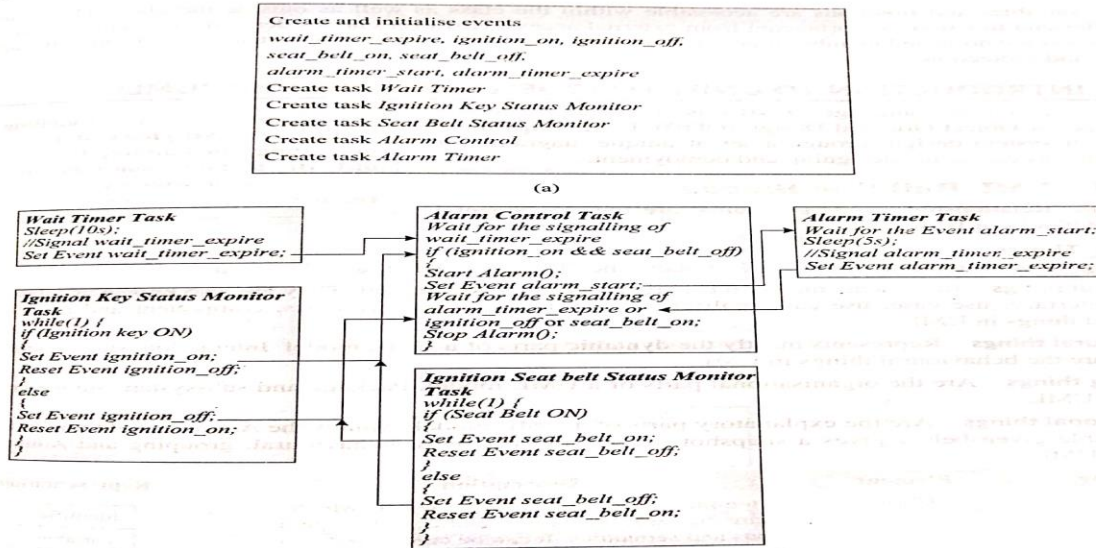 Create and initialise events
wait_timer_expire, ignition_on, ignition_off,
seat_belt_on, seat_belt_off,
alarm_timer_start, alarm_timer_expire
Create task Wait Timer
Create task Ignition Key Status Monitor
Create task Seat Belt Status Monitor
Create task Alarm Control
Create task Alarm Timer
(a)
Wait Timer Task
Sleep(10s);
//Signal wait_timer_expire
Set Event wait_timer_expire;
Ignition Key Status Monitor
Task
while(1) {
if (Ignition key ON)
{
Set Event ignition_on;
Reset Event ignition_off;
}
else
{
Set Event ignition_off;
Reset Event ignition_on;
}
}
Alarm Control Task
Wait for the signalling of
wait_timer_expire
if (ignition_on && seat_belt_off)
{
Start Alarm();
Set Event alarm_start;
Wait for the signalling of
alarm_timer_expire or
ignition_off or seat_belt_on;
Stop Alarm();
}
Alarm Timer Task
Wait for the Event alarm_start;
Sleep(5s);
//Signal alarm_timer_expire
Set Event alarm_timer_expire;
Ignition Seat belt Status Monitor
Task
while(1) {
if (Seat Belt ON)
{
Set Event seat_belt_on;
Reset Event seat_belt_off;
}
else
{
Set Event seat_belt_off;
Reset Event seat_belt_on;
}
}